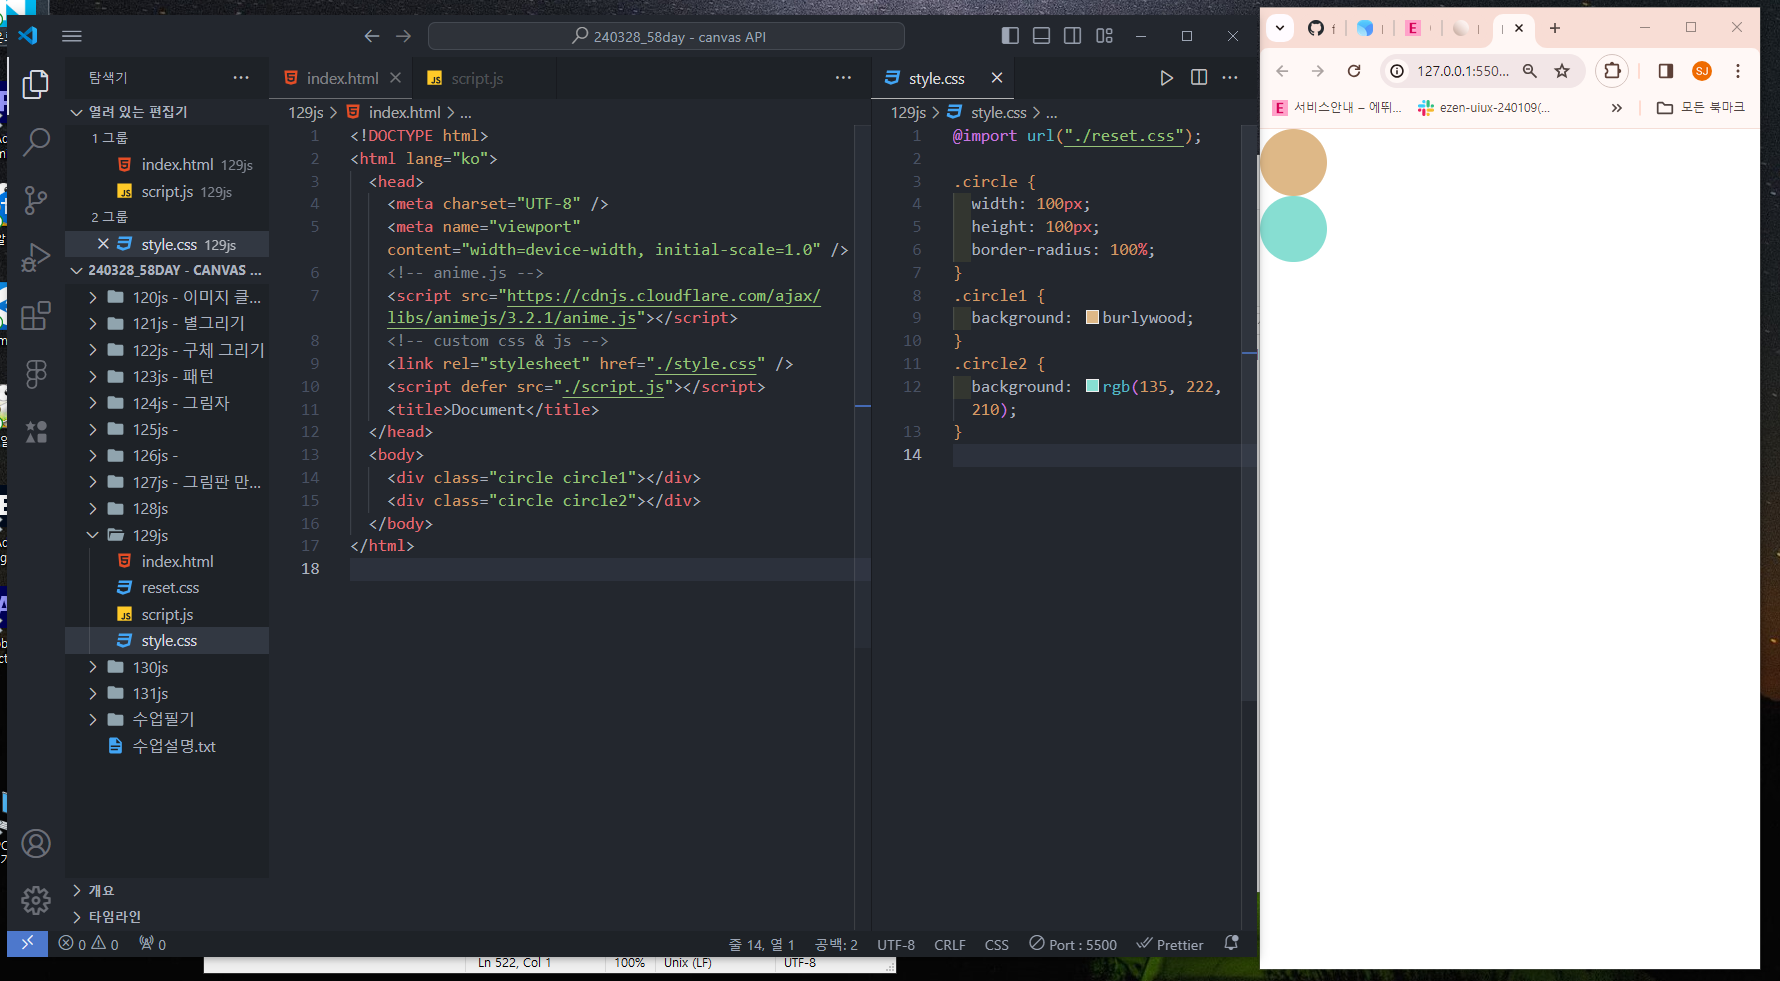 240328_58day - canvas API
탐색기
열려 있는 편집기
1 그룹
index.html 129js
script.js 129js
2 그룹
style.css 129js
240328_58DAY - CANVAS ...
120js - 이미지 클...
121js - 별그리기
122js - 구체 그리기
123js - 패턴
124js - 그림자
125js -
126js -
127js - 그림판 만...
128js
129js
index.html
reset.css
script.js
style.css
130js
131js
수업필기
수업설명.txt
개요
타임라인
index.html
script.js
129js > index.html > ...
1 <!DOCTYPE html>
2 <html lang="ko">
3 <head>
4 <meta charset="UTF-8" />
5 <meta name="viewport"
content="width=device-width, initial-scale=1.0" />
6 <!-- anime.js -->
7 <script src="https://cdnjs.cloudflare.com/ajax/
libs/animejs/3.2.1/anime.js"></script>
8 <!-- custom css & js -->
9 <link rel="stylesheet" href="./style.css" />
10 <script defer src="./script.js"></script>
11 <title>Document</title>
12 </head>
13 <body>
14 <div class="circle circle1"></div>
15 <div class="circle circle2"></div>
16 </body>
17 </html>
18
style.css
129js > style.css > ...
1 @import url("./reset.css");
2
3 .circle {
4 width: 100px;
5 height: 100px;
6 border-radius: 100%;
7 }
8 .circle1 {
9 background: burlywood;
10 }
11 .circle2 {
12 background: rgb(135, 222,
210);
13 }
14
0 0 0
줄 14, 열 1
공백: 2
UTF-8
CRLF
CSS
Port : 5500
Prettier
Ln 522, Col 1
100%
Unix (LF)
UTF-8
127.0.0.1:550...
SJ
E 서비스안내 – 에뛰...
ezen-uiux-240109(...
모든 북마크